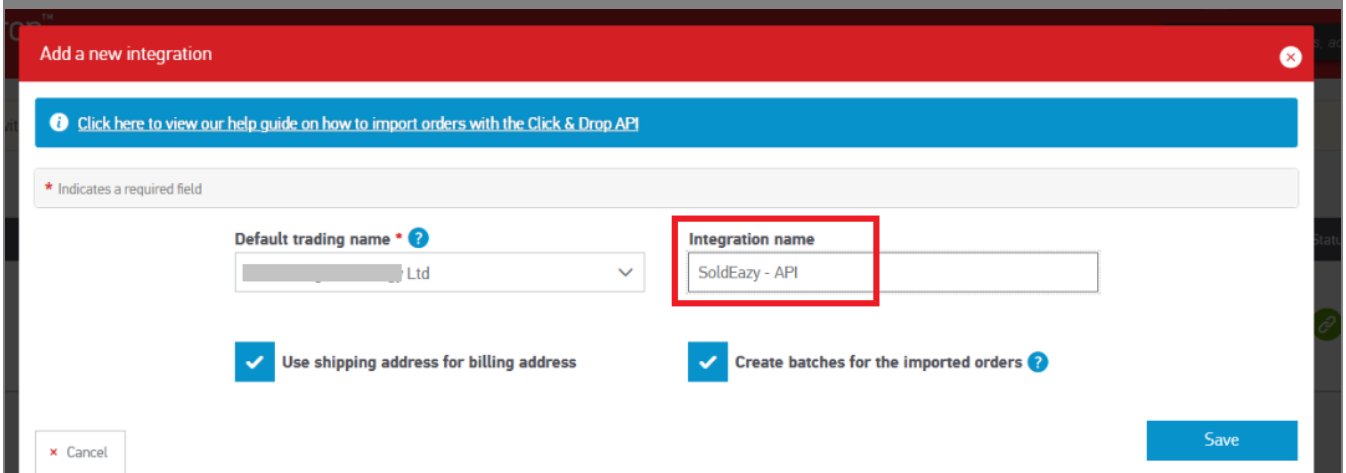 Add a new integration
Click here to view our help guide on how to import orders with the Click & Drop API
* Indicates a required field
Default trading name * ?
Integration name
Ltd
SoldEazy - API
Use shipping address for billing address
Create batches for the imported orders ?
× Cancel
Save